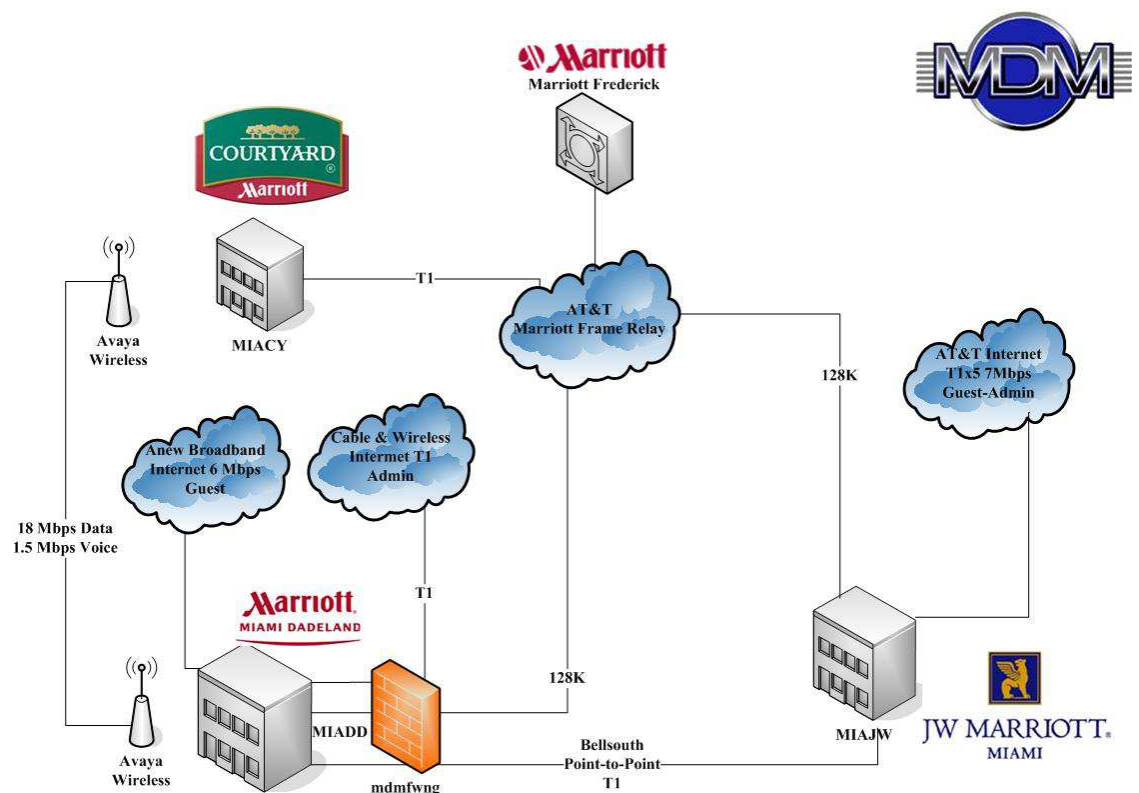 MDM
Marriott
Marriott Frederick
COURTYARD
®
Marriott
T1
AT&T
Marriott Frame Relay
Avaya
Wireless
MIACY
128K
AT&T Internet
T1x5 7Mbps
Guest-Admin
Anew Broadband
Internet 6 Mbps
Guest
Cable & Wireless
Internet T1
Admin
18 Mbps Data
1.5 Mbps Voice
T1
Marriott.
MIAMI DADELAND
128K
MIADD
MIAJW
JW MARRIOTT®
MIAMI
Avaya
Wireless
mdmfwng
Bellsouth
Point-to-Point
T1